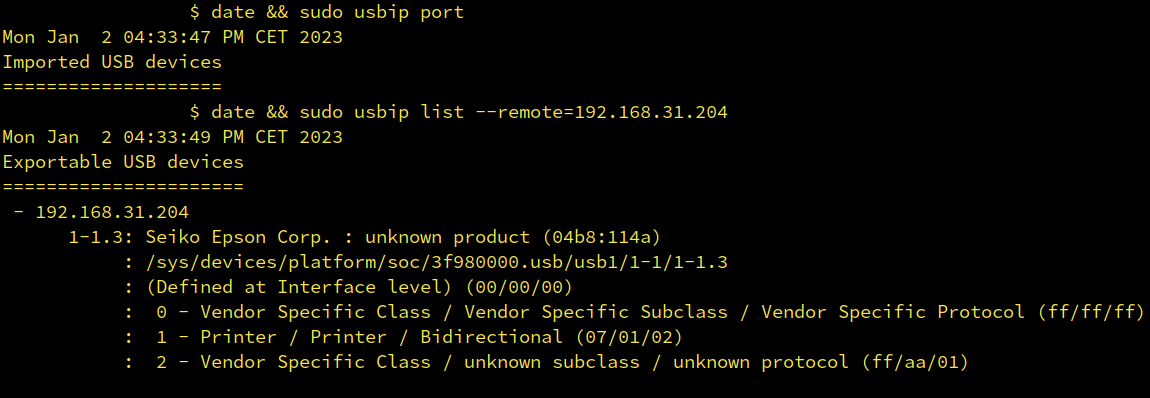 $ date && sudo usbip port
Mon Jan  2 04:33:47 PM CET 2023
Imported USB devices
====================
$ date && sudo usbip list --remote=192.168.31.204
Mon Jan  2 04:33:49 PM CET 2023
Exportable USB devices
======================
 - 192.168.31.204
      1-1.3: Seiko Epson Corp. : unknown product (04b8:114a)
           : /sys/devices/platform/soc/3f980000.usb/usb1/1-1/1-1.3
           : (Defined at Interface level) (00/00/00)
           :  0 - Vendor Specific Class / Vendor Specific Subclass / Vendor Specific Protocol (ff/ff/ff)
           :  1 - Printer / Printer / Bidirectional (07/01/02)
           :  2 - Vendor Specific Class / unknown subclass / unknown protocol (ff/aa/01)